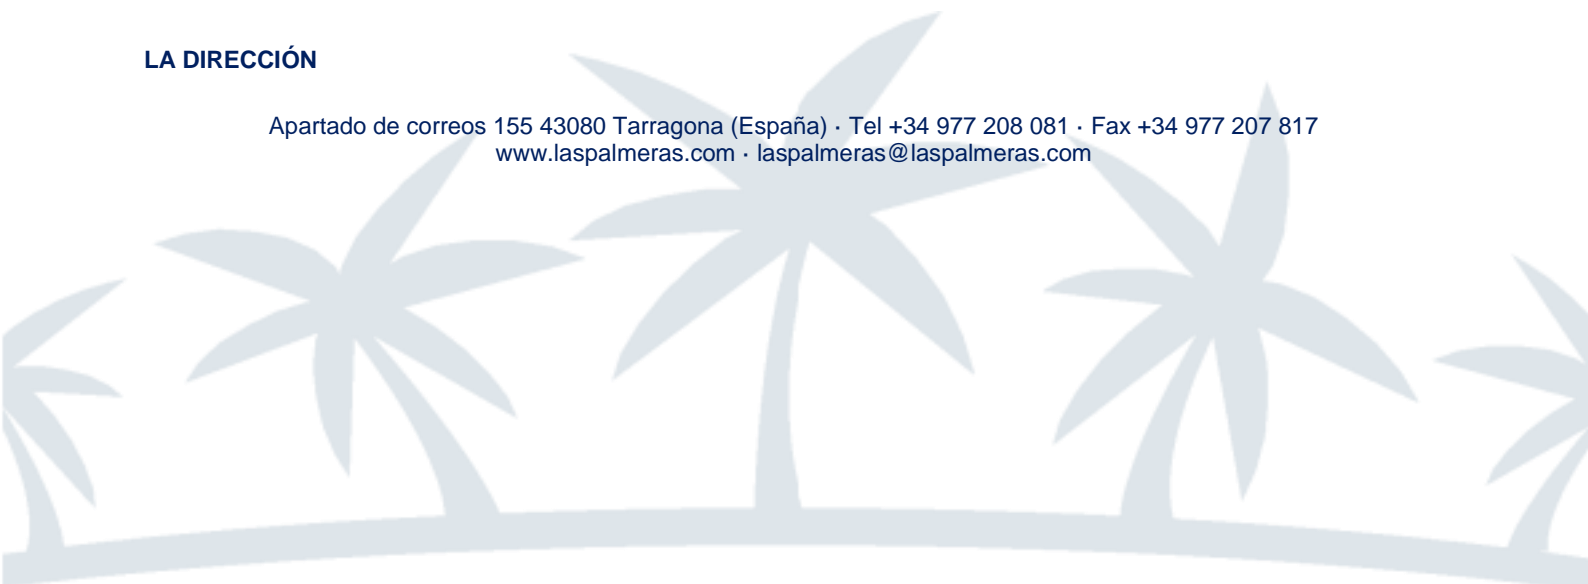 LA DIRECCIÓN
Apartado de correos 155 43080 Tarragona (España) · Tel +34 977 208 081 · Fax +34 977 207 817
www.laspalmeras.com · laspalmeras@laspalmeras.com